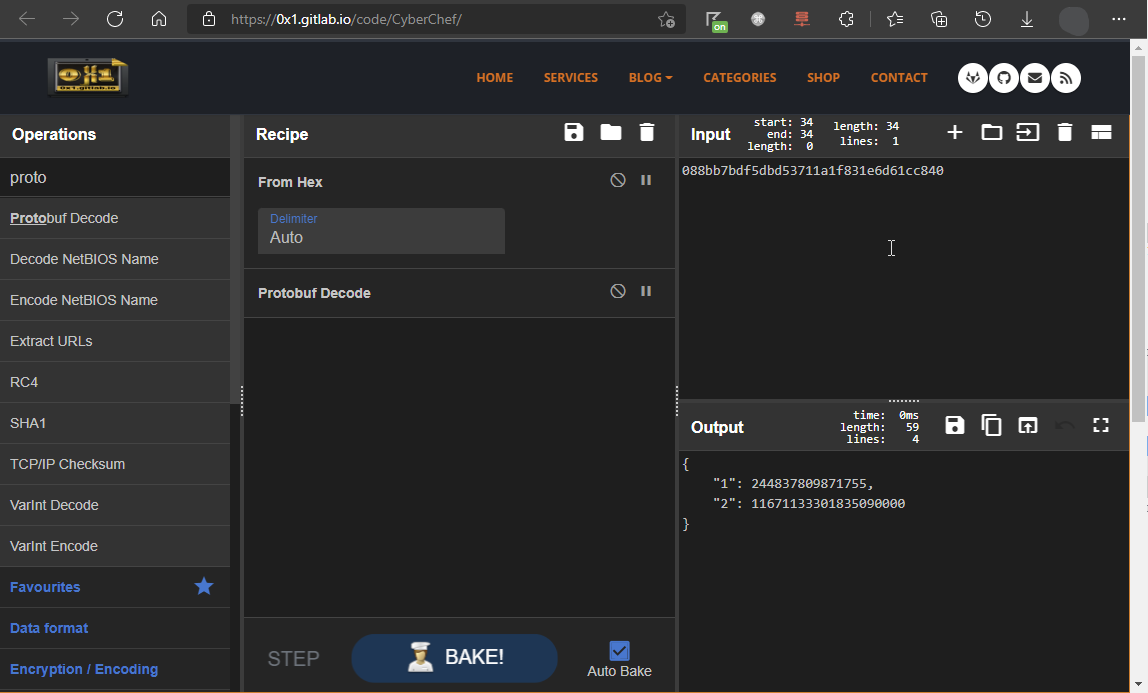 https://0x1.gitlab.io/code/CyberChef/
on
0X1
0x1.gitlab.io
HOME
SERVICES
BLOG
CATEGORIES
SHOP
CONTACT
Operations
proto
Protobuf Decode
Decode NetBIOS Name
Encode NetBIOS Name
Extract URLs
RC4
SHA1
TCP/IP Checksum
VarInt Decode
VarInt Encode
Favourites
Data format
Encryption / Encoding
Recipe
From Hex
Delimiter
Auto
Protobuf Decode
STEP
BAKE!
Auto Bake
Input
start: 34
end: 34
length: 0
length: 34
lines: 1
088bb7bdf5dbd53711a1f831e6d61cc840
Output
time: 0ms
length: 59
lines: 4
{
"1": 244837809871755,
"2": 11671133301835090000
}